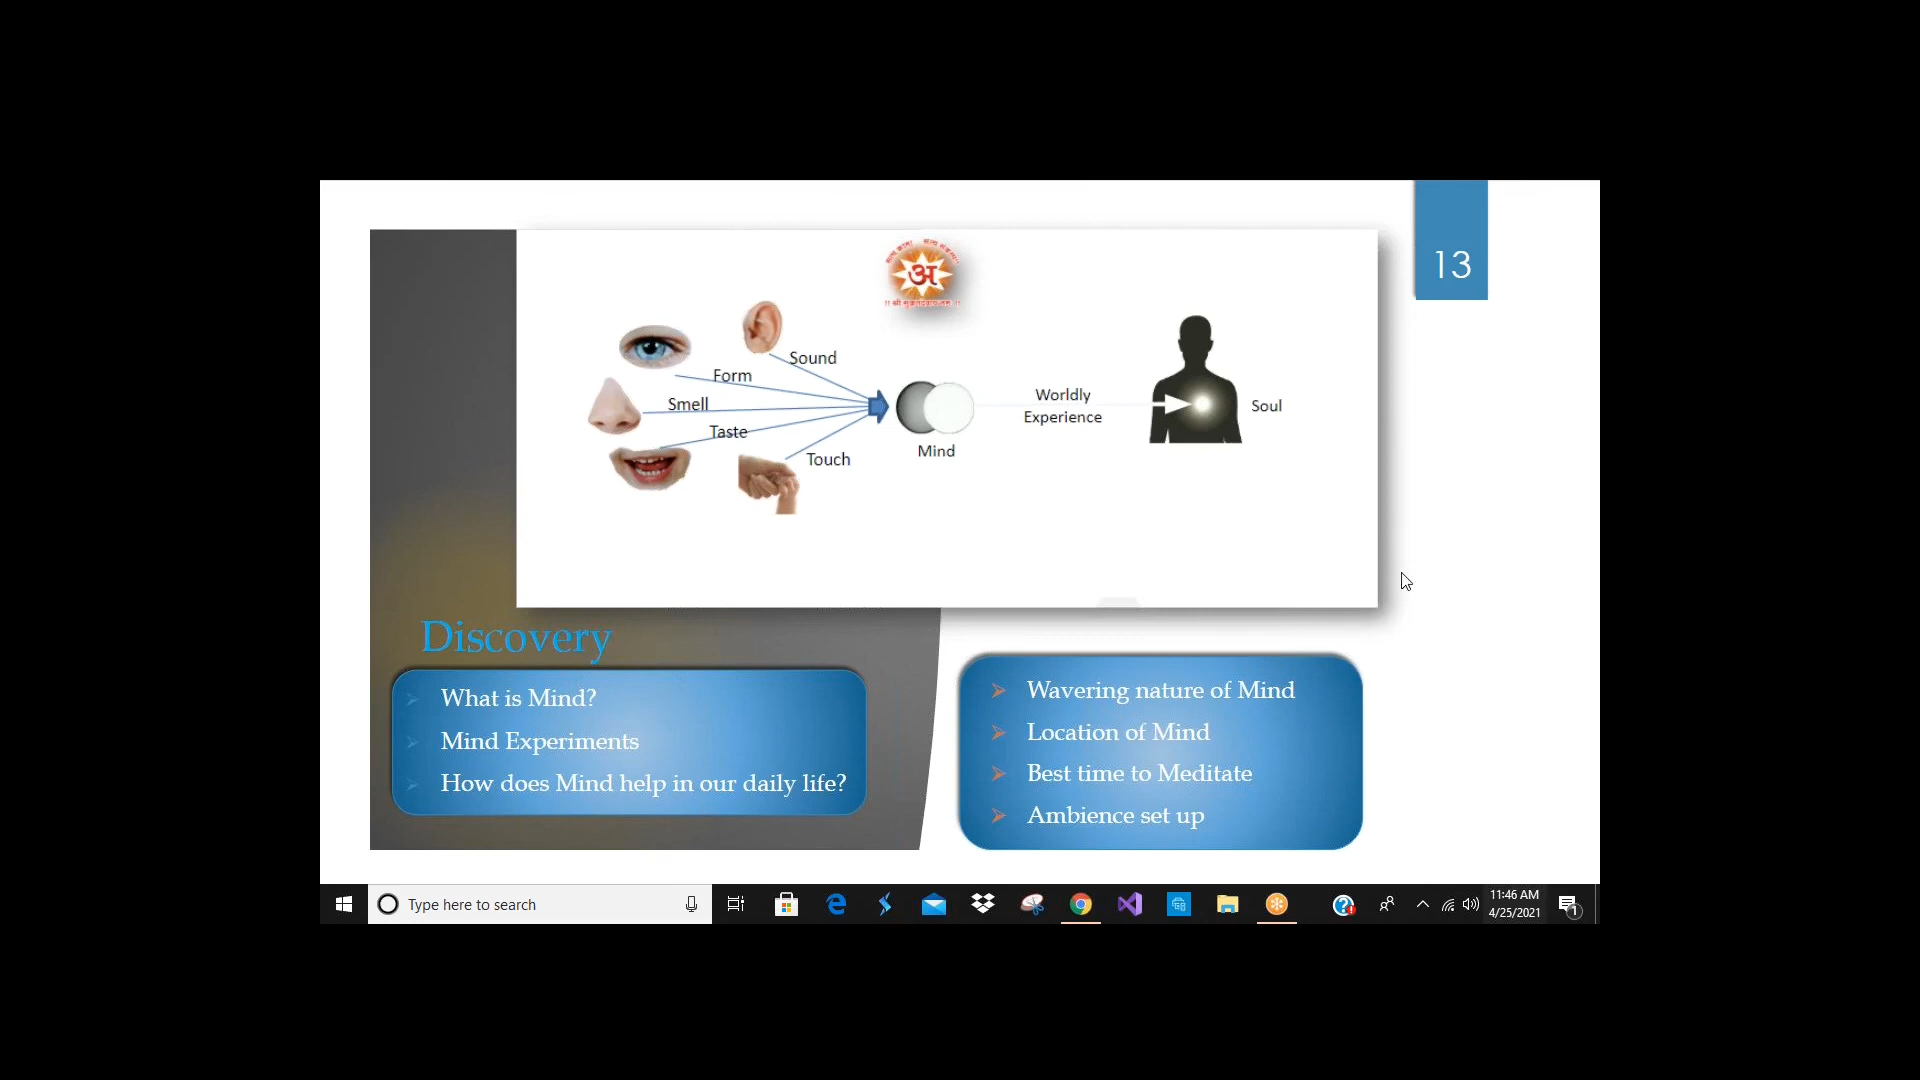 13
अ
Sound
Form
Smell
Taste
Touch
Mind
Worldly
Experience
Soul
Discovery
What is Mind?
Mind Experiments
How does Mind help in our daily life?
Wavering nature of Mind
Location of Mind
Best time to Meditate
Ambience set up
Type here to search
11:46 AM
4/25/2021
1